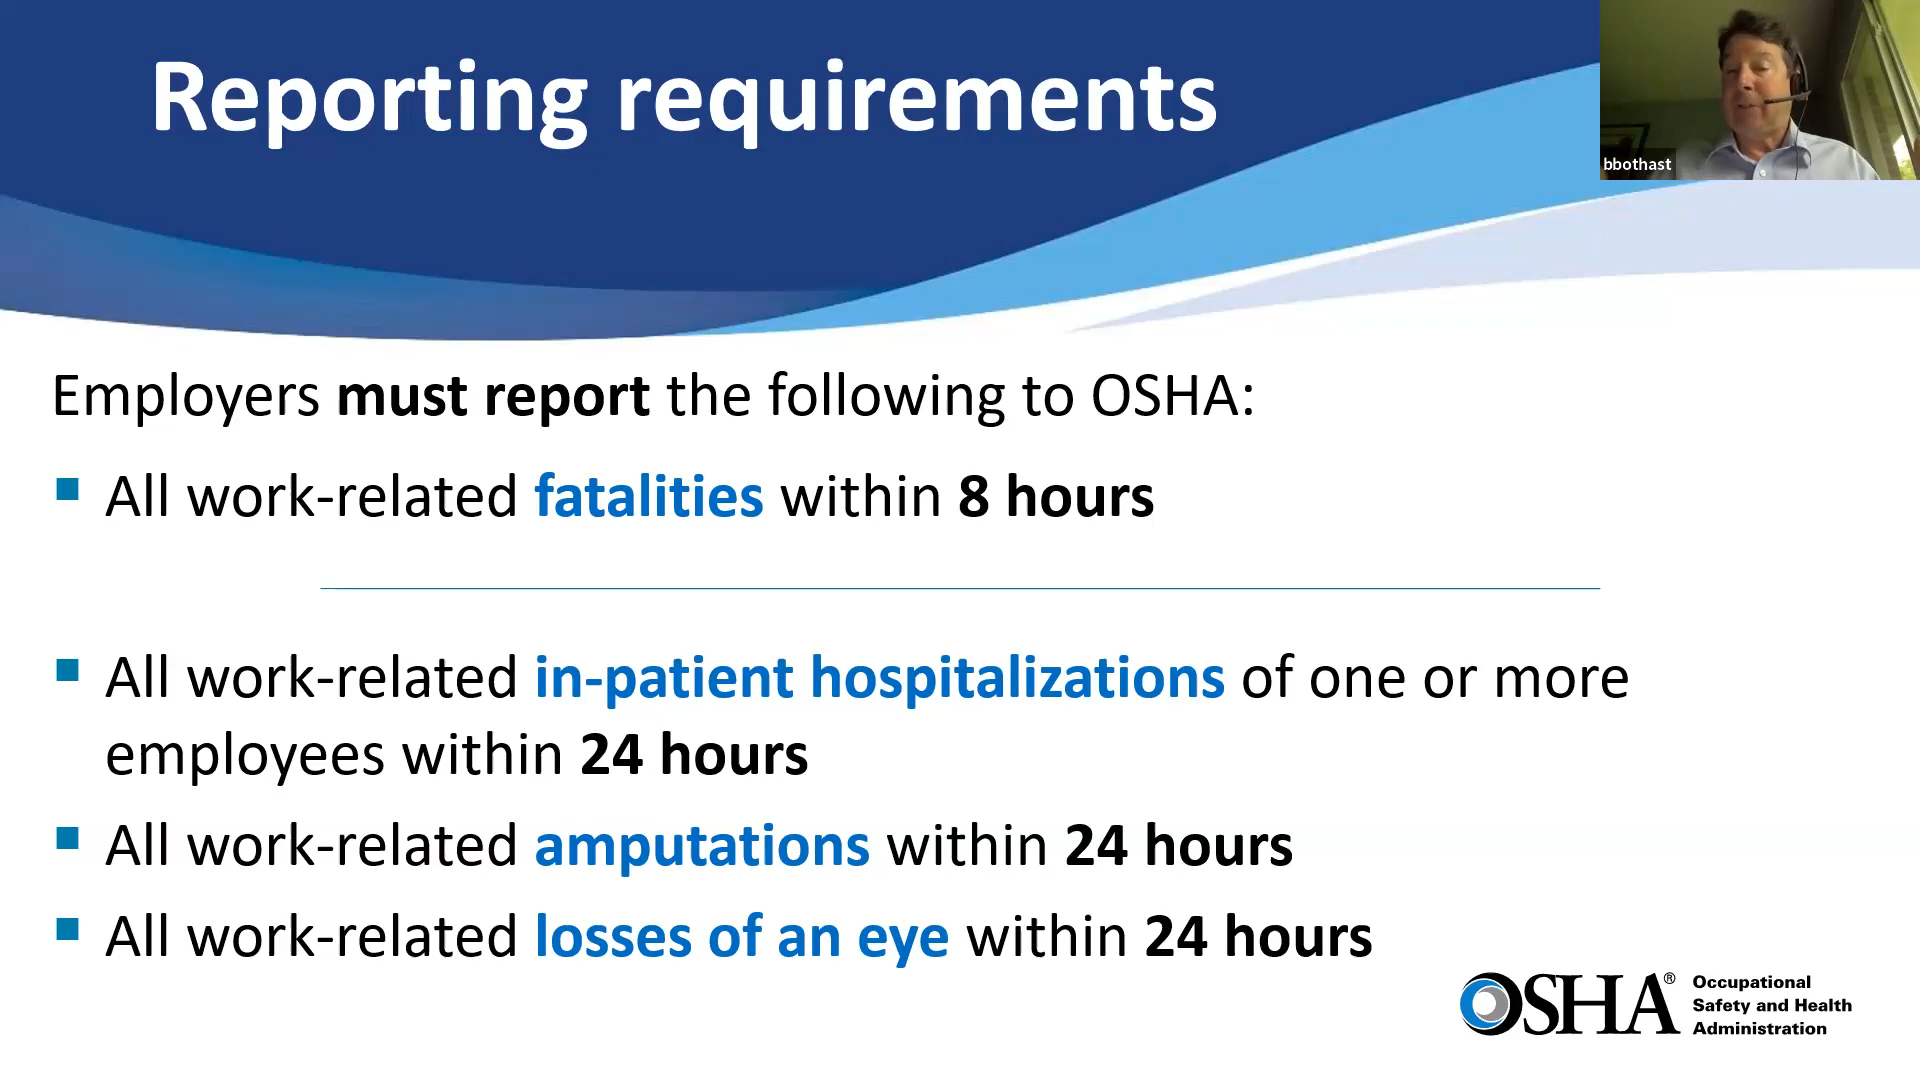 Reporting requirements
bbothast
Employers must report the following to OSHA:
▪ All work-related fatalities within 8 hours
▪ All work-related in-patient hospitalizations of one or more
employees within 24 hours
▪ All work-related amputations within 24 hours
▪ All work-related losses of an eye within 24 hours
OSHA®
Occupational
Safety and Health
Administration